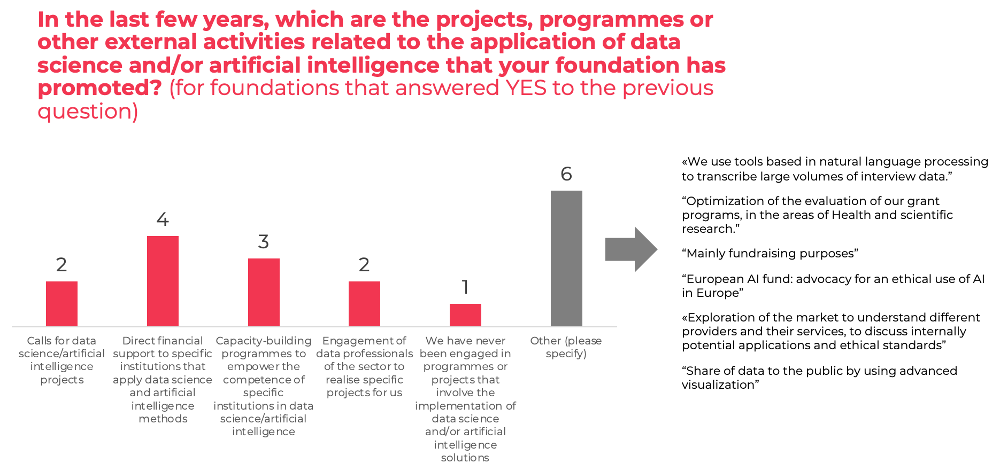 In the last few years, which are the projects, programmes or
other external activities related to the application of data
science and/or artificial intelligence that your foundation has
promoted? (for foundations that answered YES to the previous
question)
2
4
3
2
1
6
Calls for data
science/artificial
intelligence
projects
Direct financial
support to specific
institutions that
apply data science
and artificial
intelligence
methods
Capacity-building
programmes to
empower the
competence of
specific
institutions in data
science/artificial
intelligence
Engagement of
data professionals
of the sector to
realise specific
projects for us
We have never
been engaged in
programmes or
projects that
involve the
implementation of
data science
and/or artificial
intelligence
solutions
Other (please
specify)
«We use tools based in natural language processing
to transcribe large volumes of interview data.”
“Optimization of the evaluation of our grant
programs, in the areas of Health and scientific
research.”
“Mainly fundraising purposes”
“European AI fund: advocacy for an ethical use of AI
in Europe”
«Exploration of the market to understand different
providers and their services, to discuss internally
potential applications and ethical standards”
“Share of data to the public by using advanced
visualization”